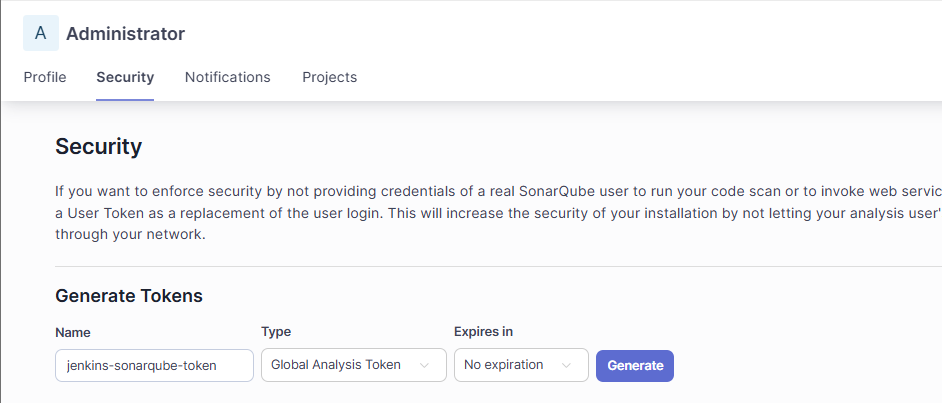 A Administrator
Profile Security Notifications Projects
Security
If you want to enforce security by not providing credentials of a real SonarQube user to run your code scan or to invoke web servic
a User Token as a replacement of the user login. This will increase the security of your installation by not letting your analysis user'
through your network.
Generate Tokens
Name Type Expires in
jenkins-sonarqube-token Global Analysis Token No expiration Generate